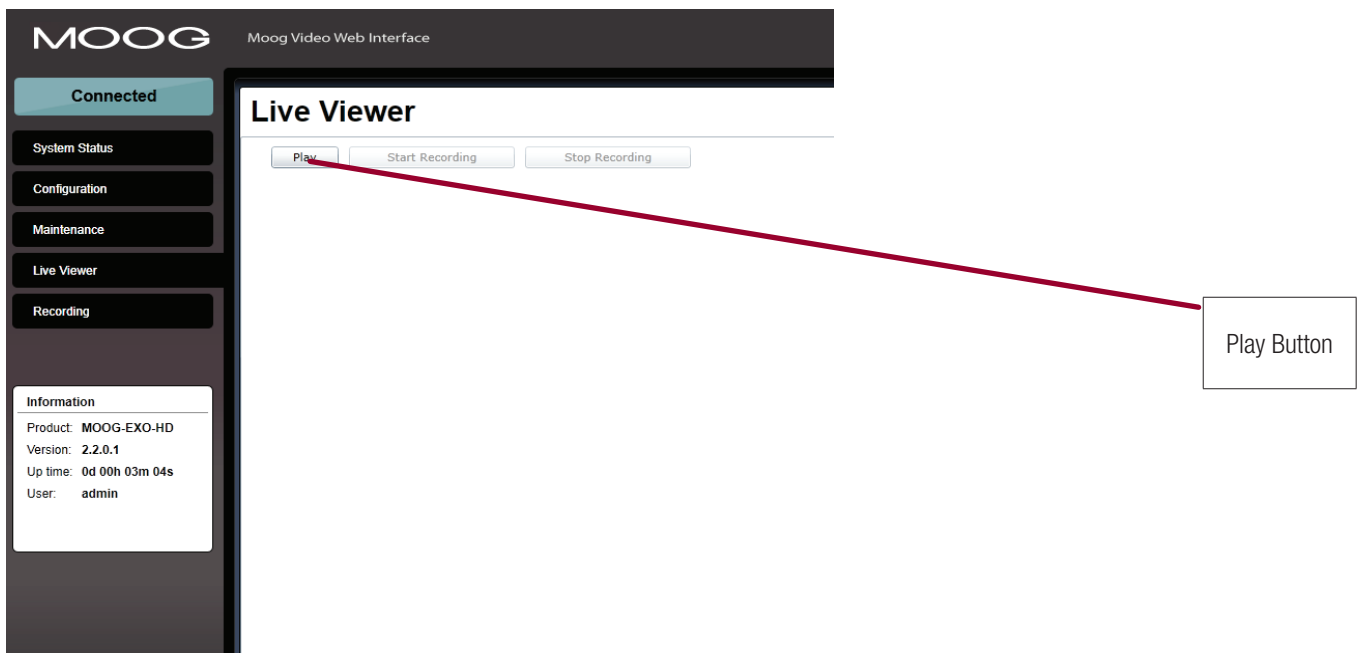 MOOG
Moog Video Web Interface
Connected
System Status
Configuration
Maintenance
Live Viewer
Recording
Information
Product: MOOG-EXO-HD
Version: 2.2.0.1
Up time: 0d 00h 03m 04s
User: admin
Live Viewer
Play Start Recording Stop Recording
Play Button